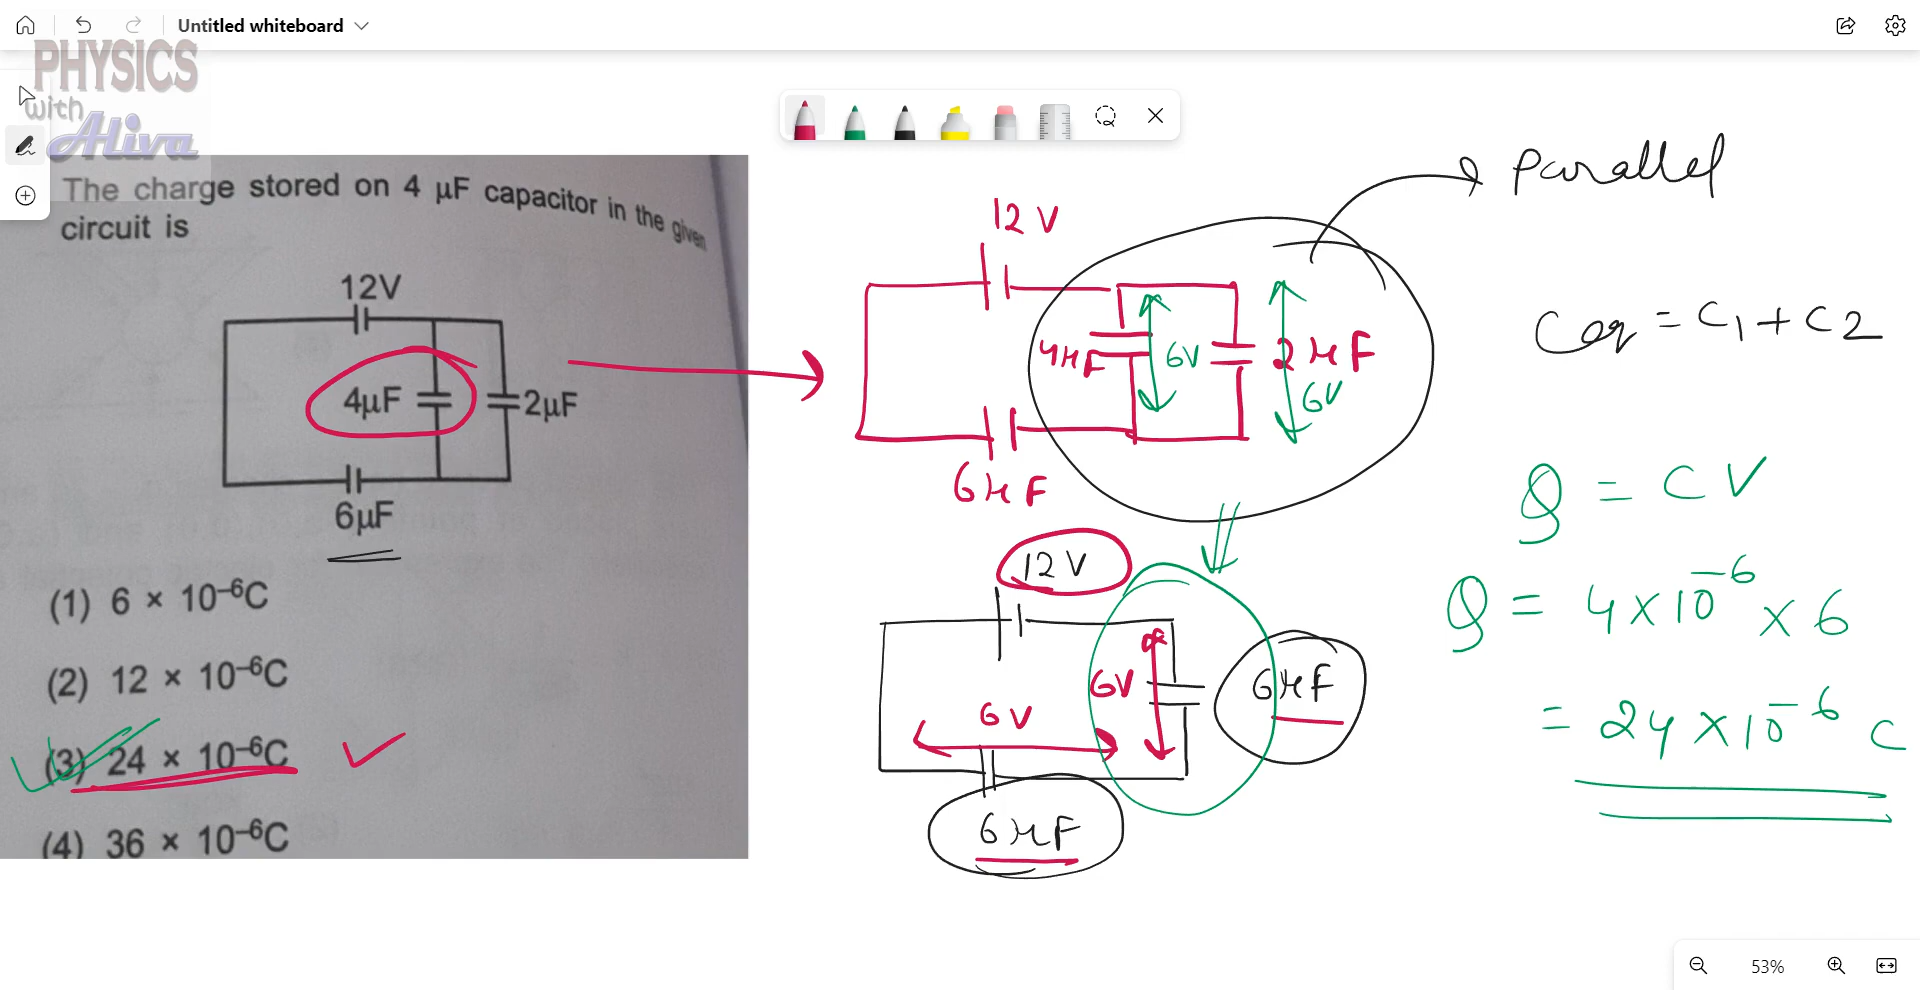 Untitled whiteboard
PHYSICS
with
Aliva
The charge stored on 4 μF capacitor in the given
circuit is
12V
4μF
2μF
6μF
(1) 6 × 10⁻⁶C
(2) 12 × 10⁻⁶C
(3) 24 × 10⁻⁶C
(4) 36 × 10⁻⁶C
12 V
4μF
6V
2μF
6V
6μF
Parallel
Ceq = C1 + C2
12 V
6V
6μF
6V
6μF
Q = CV
Q = 4×10⁻⁶ × 6
= 24×10⁻⁶ C
53%